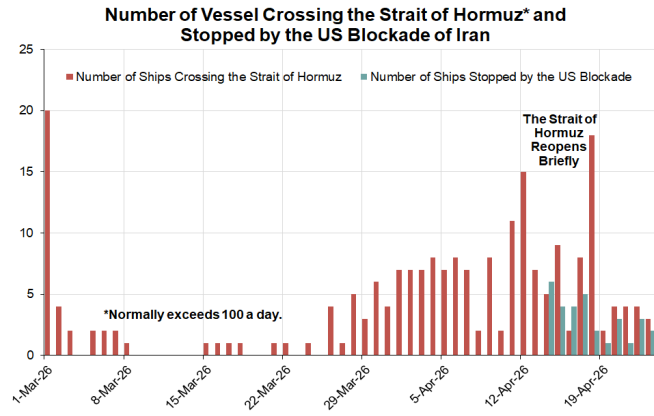 Number of Vessel Crossing the Strait of Hormuz* and
Stopped by the US Blockade of Iran
25
Number of Ships Crossing the Strait of Hormuz
Number of Ships Stopped by the US Blockade
20
The Strait of
Hormuz
Reopens
Briefly
15
10
5
*Normally exceeds 100 a day.
0
1-Mar-26
8-Mar-26
15-Mar-26
22-Mar-26
29-Mar-26
5-Apr-26
12-Apr-26
19-Apr-26